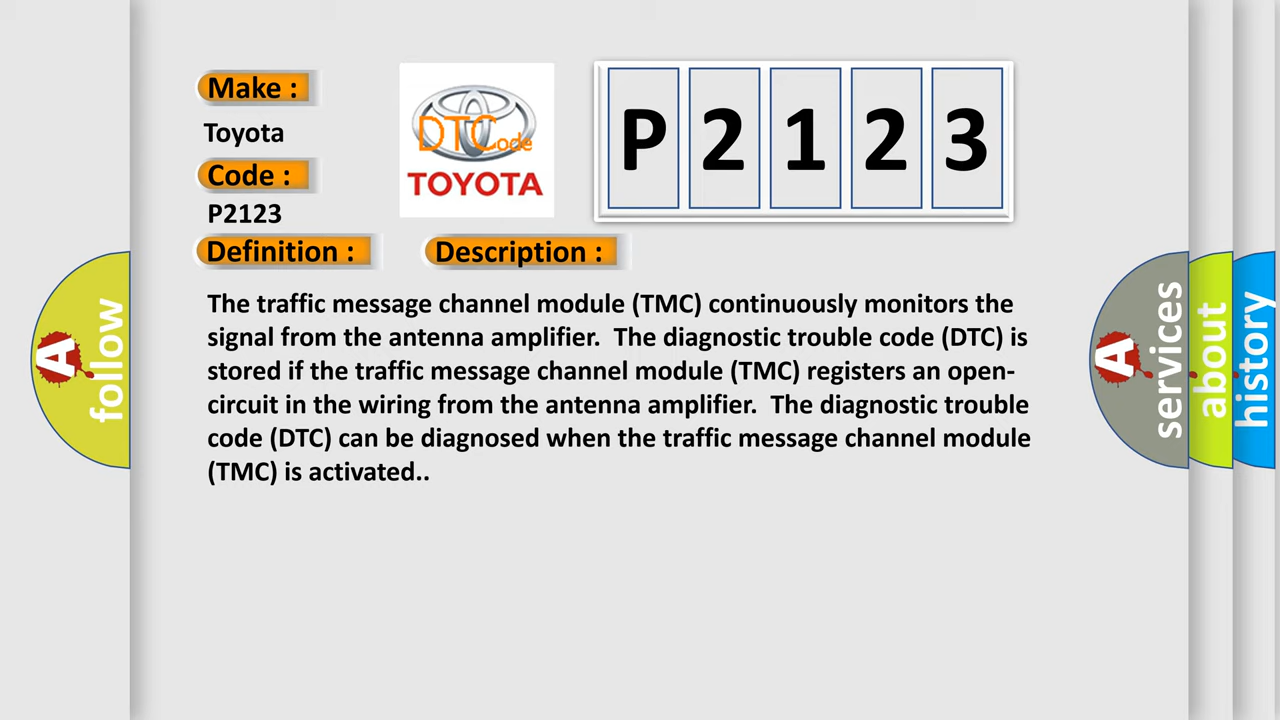 Make :
Toyota
Code :
P2123
Definition :
Description :
DTCode
TOYOTA
P 2 1 2 3
The traffic message channel module (TMC) continuously monitors the
signal from the antenna amplifier. The diagnostic trouble code (DTC) is
stored if the traffic message channel module (TMC) registers an open-
circuit in the wiring from the antenna amplifier. The diagnostic trouble
code (DTC) can be diagnosed when the traffic message channel module
(TMC) is activated..
A follow
A services
about
history